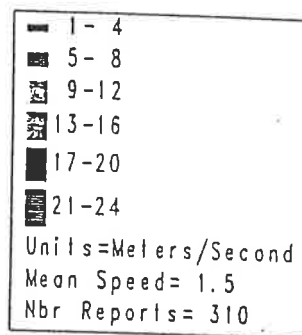 1- 4
5- 8
9-12
13-16
17-20
21-24
Units=Meters/Second
Mean Speed= 1.5
Nbr Reports= 310